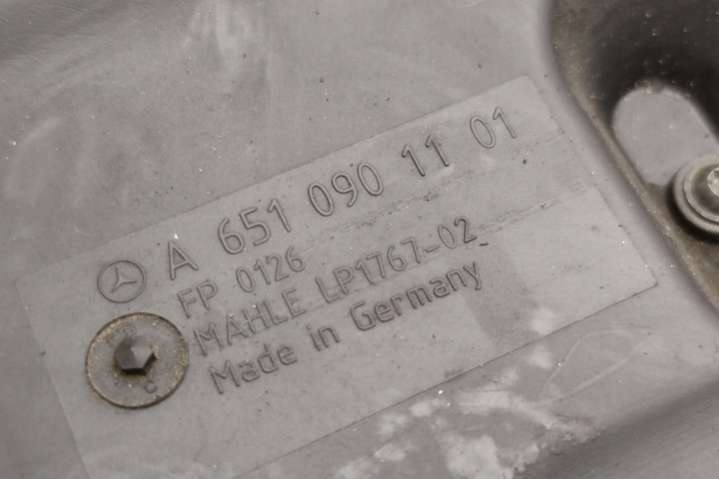 A 651 090 11 01
FP 0126
MAHLE LP1767-02
Made in Germany
C